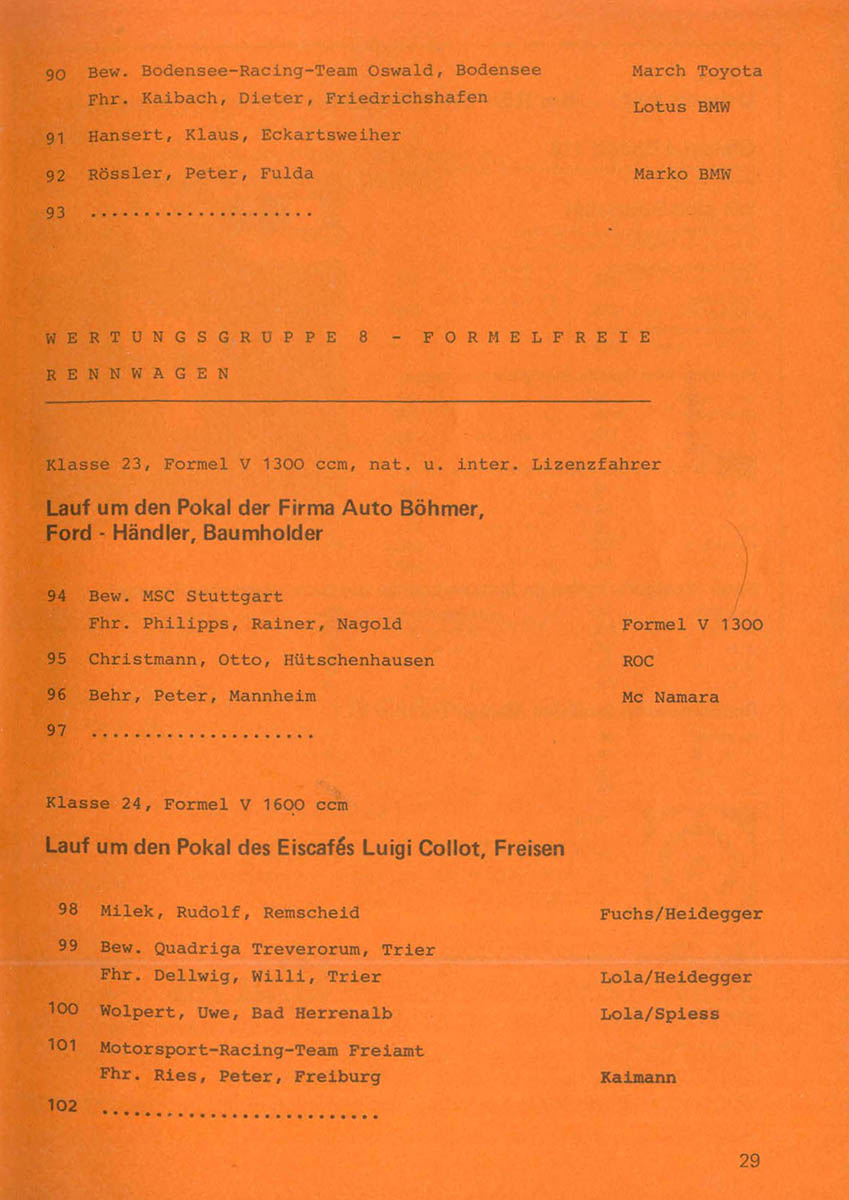 90 Bew. Bodensee-Racing-Team Oswald, Bodensee March Toyota
Fhr. Kaibach, Dieter, Friedrichshafen Lotus BMW
91 Hansert, Klaus, Eckartsweiher
92 Rössler, Peter, Fulda Marko BMW
93 .....................
WERTUNGSGRUPPE 8 - FORMELFREIE
RENNWAGEN
Klasse 23, Formel V 1300 ccm, nat. u. inter. Lizenzfahrer
Lauf um den Pokal der Firma Auto Böhmer,
Ford - Händler, Baumholder
94 Bew. MSC Stuttgart
Fhr. Philipps, Rainer, Nagold Formel V 1300
95 Christmann, Otto, Hütschenhausen ROC
96 Behr, Peter, Mannheim Mc Namara
97 .....................
Klasse 24, Formel V 1600 ccm
Lauf um den Pokal des Eiscafés Luigi Collot, Freisen
98 Milek, Rudolf, Remscheid Fuchs/Heidegger
99 Bew. Quadriga Treverorum, Trier
Fhr. Dellwig, Willi, Trier Lola/Heidegger
100 Wolpert, Uwe, Bad Herrenalb Lola/Spiess
101 Motorsport-Racing-Team Freiamt
Fhr. Ries, Peter, Freiburg Kaimann
102 ..........................
29